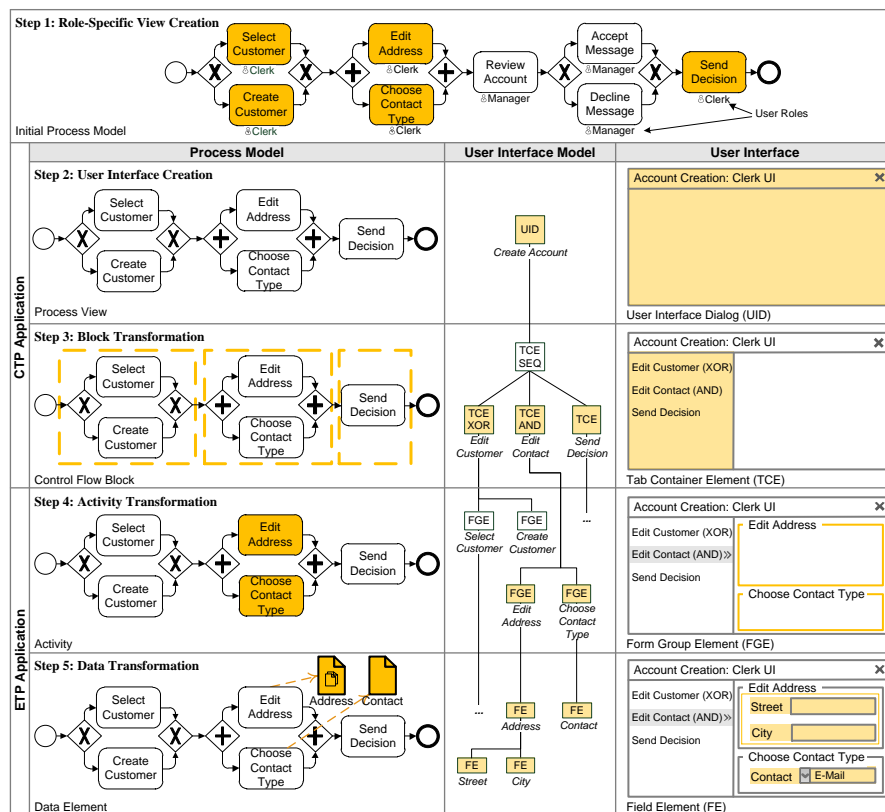 Step 1: Role-Specific View Creation
Select
Customer
Clerk
Create
Customer
Clerk
Edit
Address
Clerk
Choose
Contact
Type
Clerk
Review
Account
Manager
Accept
Message
Manager
Decline
Message
Manager
Send
Decision
Clerk
User Roles
Initial Process Model
Process Model
User Interface Model
User Interface
CTP Application
Step 2: User Interface Creation
Select
Customer
Create
Customer
Edit
Address
Choose
Contact
Type
Send
Decision
Process View
UID
Create Account
Account Creation: Clerk UI
User Interface Dialog (UID)
Step 3: Block Transformation
Select
Customer
Create
Customer
Edit
Address
Choose
Contact
Type
Send
Decision
Control Flow Block
TCE
SEQ
TCE
XOR
Edit
Customer
TCE
AND
Edit
Contact
TCE
Send
Decision
Account Creation: Clerk UI
Edit Customer (XOR)
Edit Contact (AND)
Send Decision
Tab Container Element (TCE)
ETP Application
Step 4: Activity Transformation
Select
Customer
Create
Customer
Edit
Address
Choose
Contact
Type
Send
Decision
Activity
FGE
Select
Customer
FGE
Create
Customer
...
FGE
Edit
Address
FGE
Choose
Contact
Type
Account Creation: Clerk UI
Edit Customer (XOR)
Edit Contact (AND)»
Send Decision
Edit Address
Choose Contact Type
Form Group Element (FGE)
Step 5: Data Transformation
Select
Customer
Create
Customer
Edit
Address
Choose
Contact
Type
Send
Decision
Address
Contact
Data Element
...
FE
Address
FE
Contact
FE
Street
FE
City
Account Creation: Clerk UI
Edit Customer (XOR)
Edit Contact (AND)»
Send Decision
Edit Address
Street
City
Choose Contact Type
Contact
E-Mail
Field Element (FE)